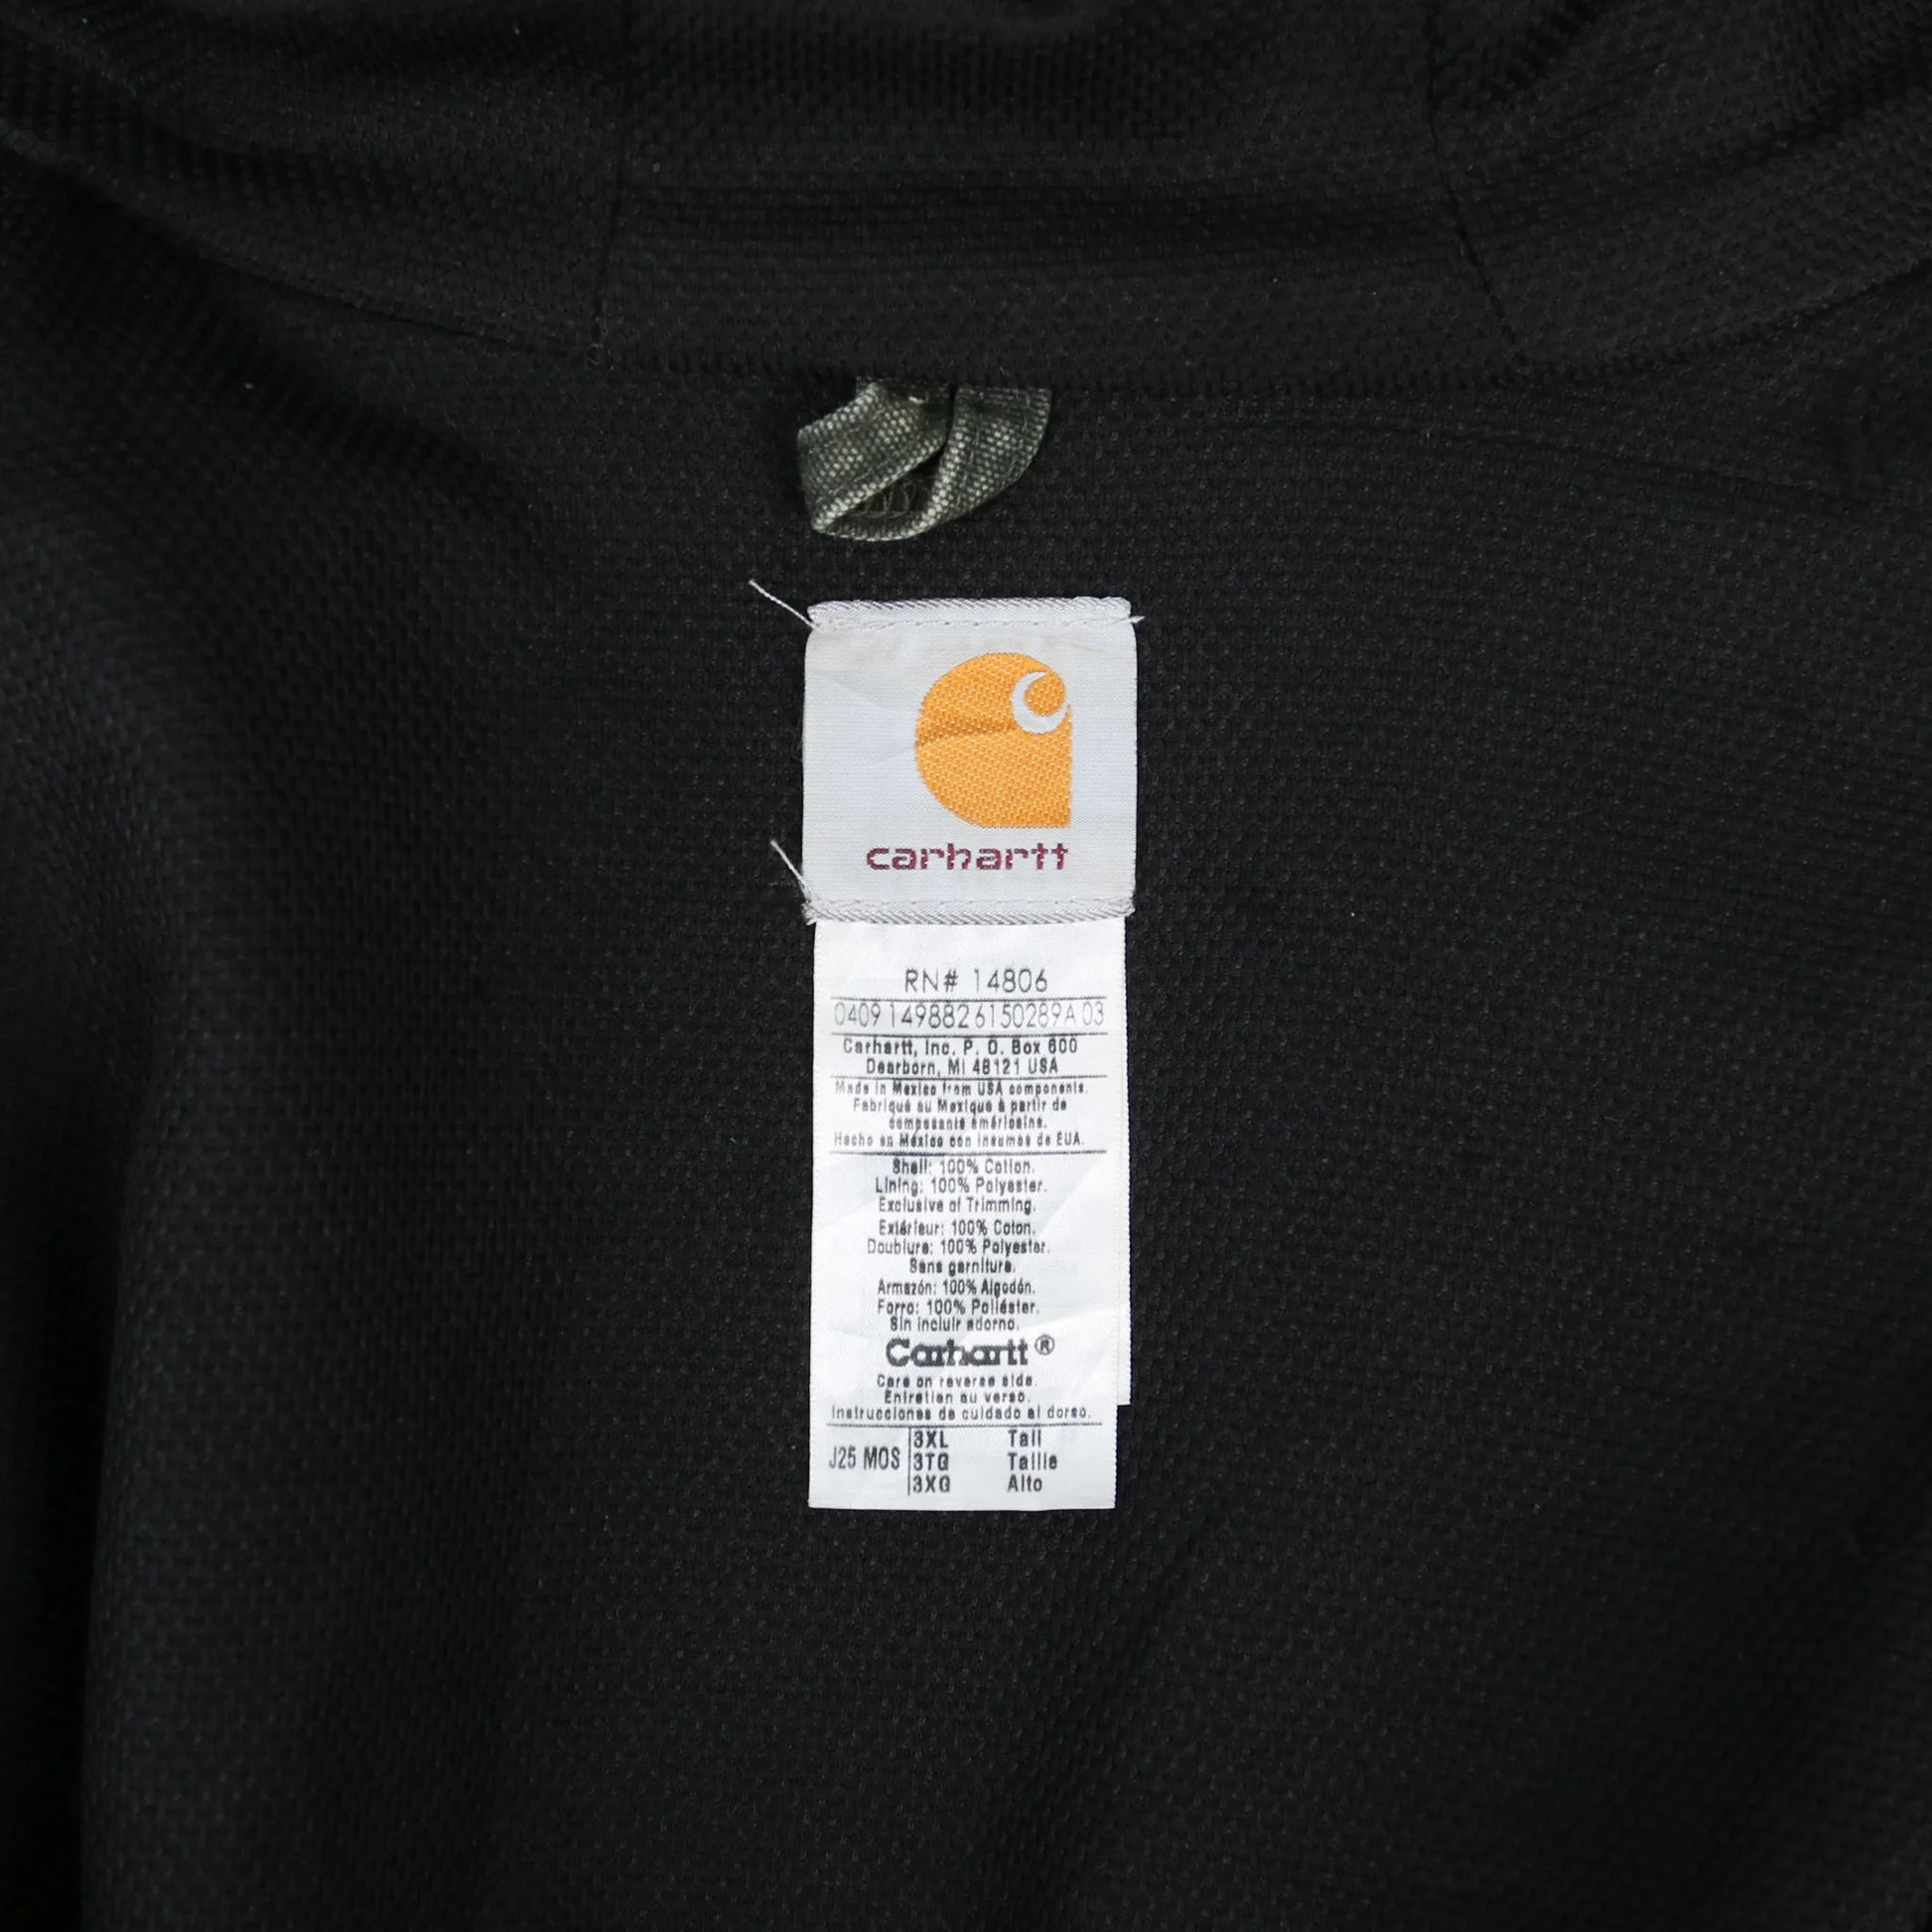 carhartt
RN# 14806
0409 1498826150289A 03
Carhartt, Inc. P. O. Box 600
Dearborn, MI 48121 USA
Made in Mexico from USA components.
Fabriqué au Mexique à partir de
composants américains.
Hecho en México con insumos de EUA.
Shell: 100% Cotton.
Lining: 100% Polyester.
Exclusive of Trimming.
Extérieur: 100% Coton.
Doublure: 100% Polyester.
Sans garniture.
Armazón: 100% Algodón.
Forro: 100% Poliéster.
Sin incluir adorno.
Carhartt®
Care on reverse side.
Entretien au verso.
Instrucciones de cuidado al dorso.
J25 MOS 3XL Tall
3TG Taille
3XG Alto